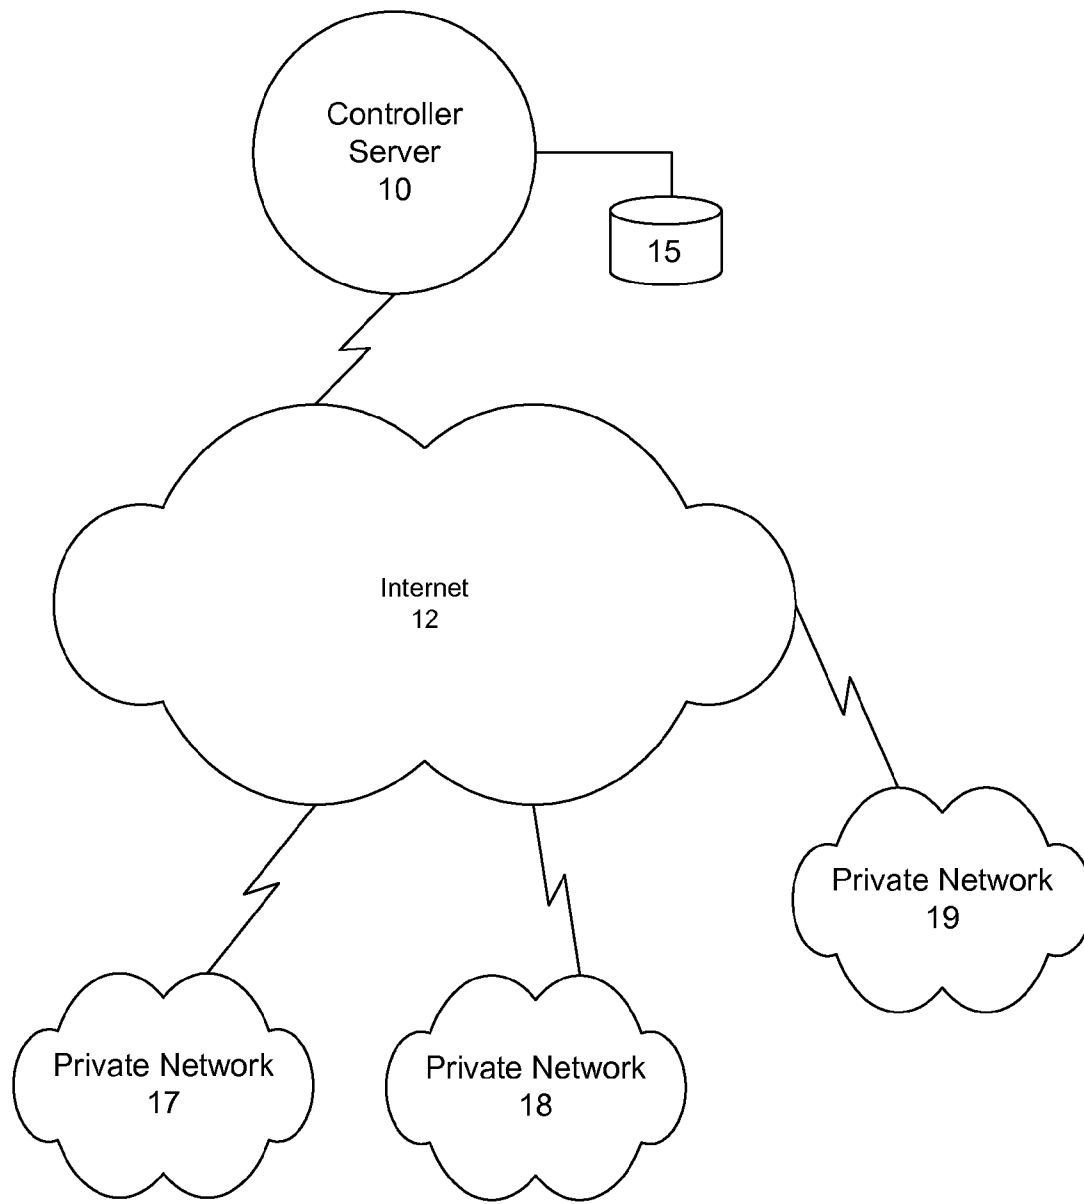 Controller
Server
10
15
Internet
12
Private Network
19
Private Network
17
Private Network
18